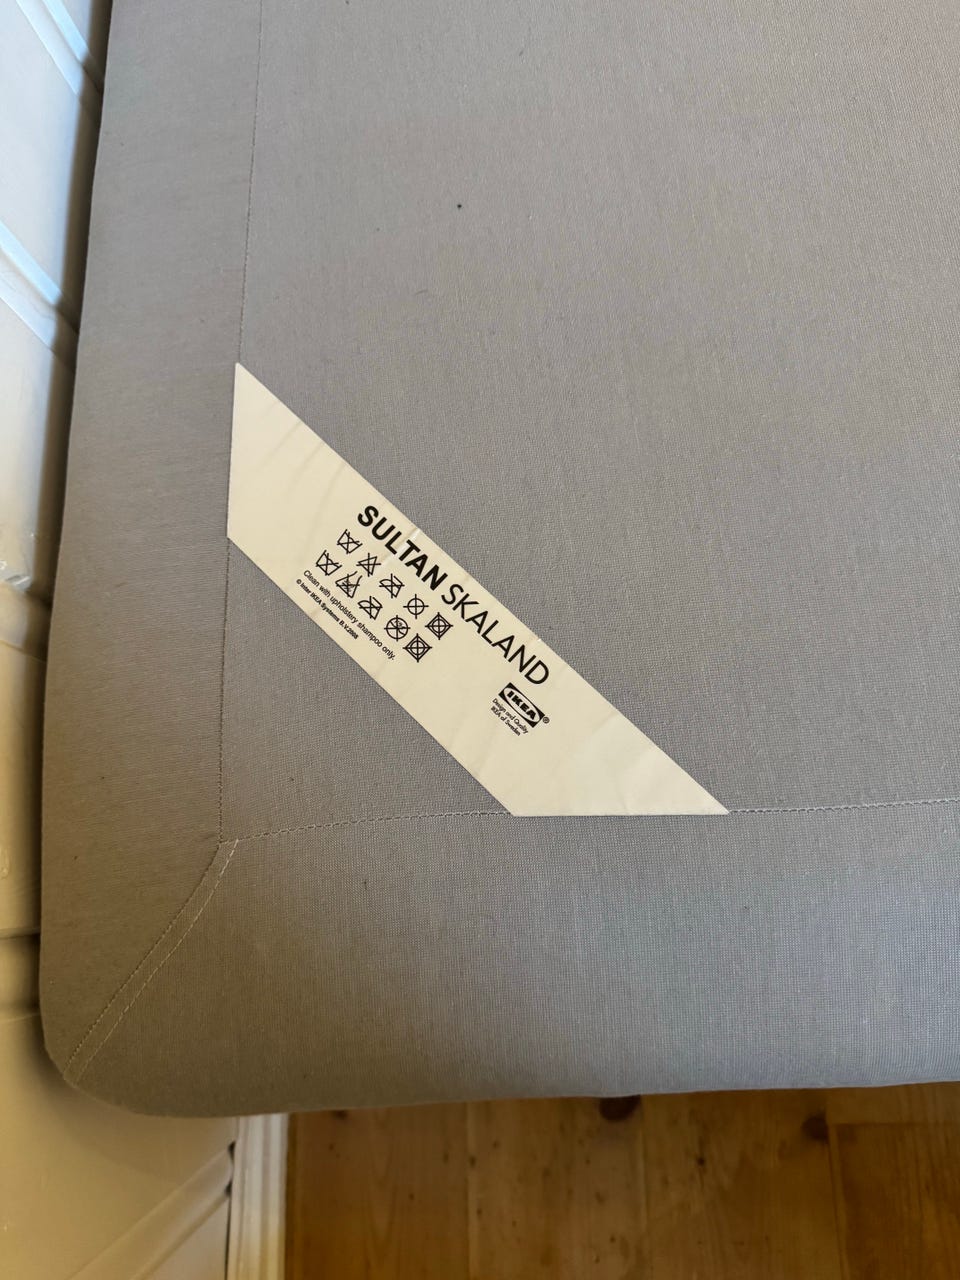 SULTAN SKALAND
Clean with upholstery shampoo only.
© Inter IKEA Systems B.V.2008
IKEA®
Design and Quality
IKEA of Sweden